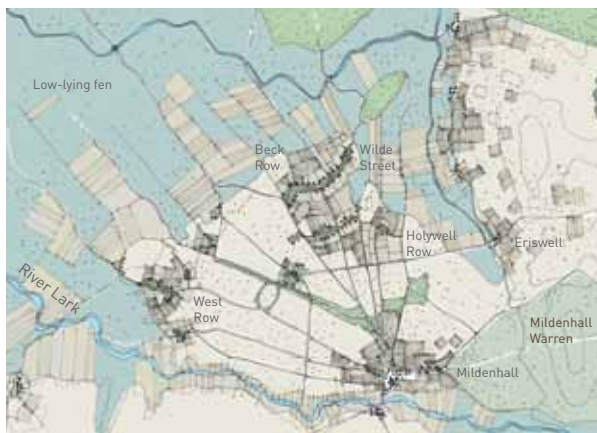 Low-lying fen
Beck
Row
Wilde
Street
Holywell
Row
Eriswell
River Lark
West
Row
Mildenhall
Warren
Mildenhall